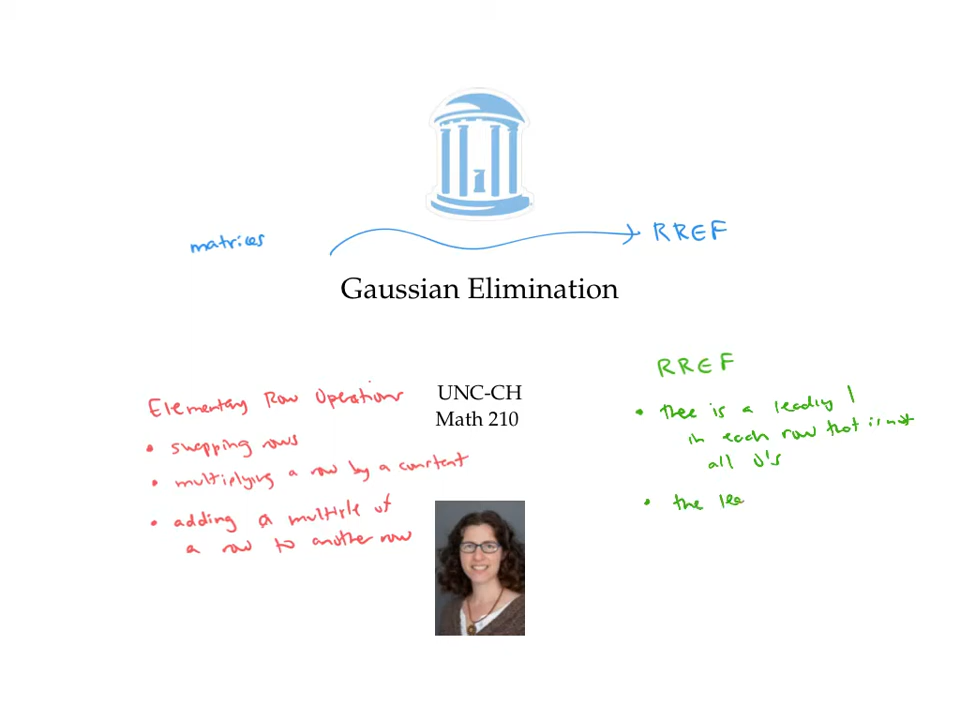 matrices
RREF
Gaussian Elimination
UNC-CH
Math 210
Elementary Row Operations
• swapping rows
• multiplying a row by a constant
• adding a multiple of
a row to another row
RREF
• there is a leading 1
in each row that is not
all 0's
• the lea